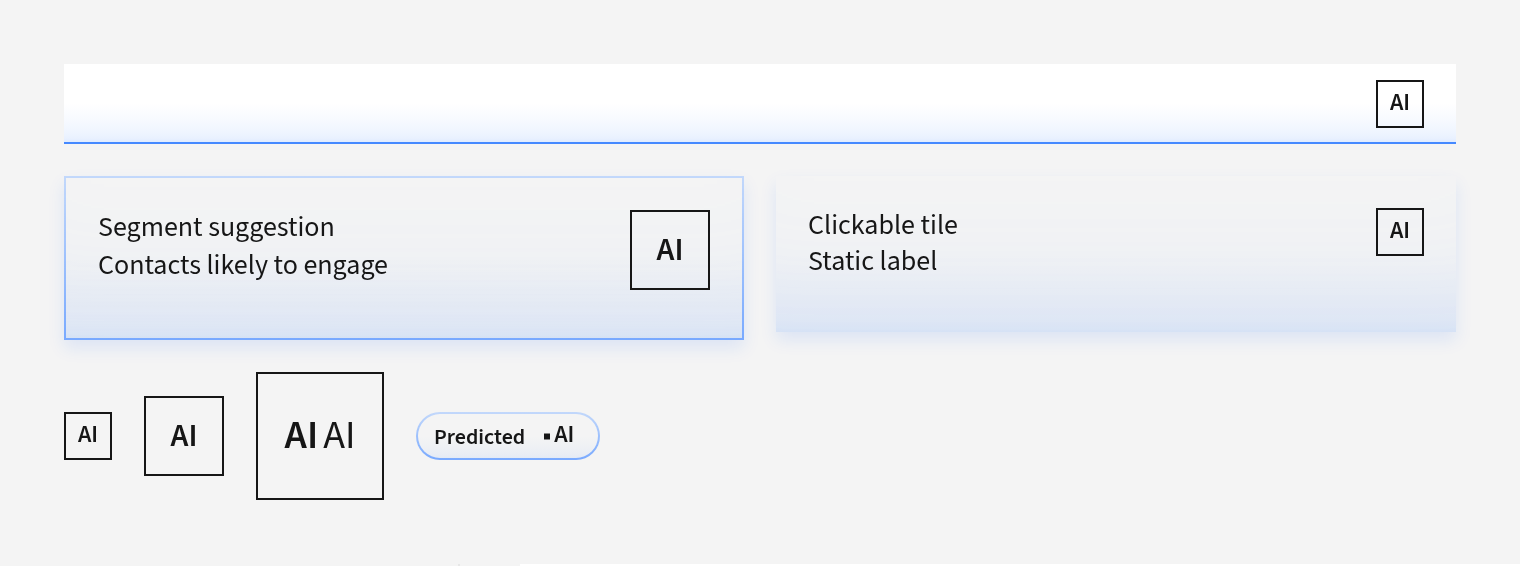 AI
Segment suggestion
Contacts likely to engage
AI
Clickable tile
Static label
AI
AI
AI
AI AI
Predicted
AI